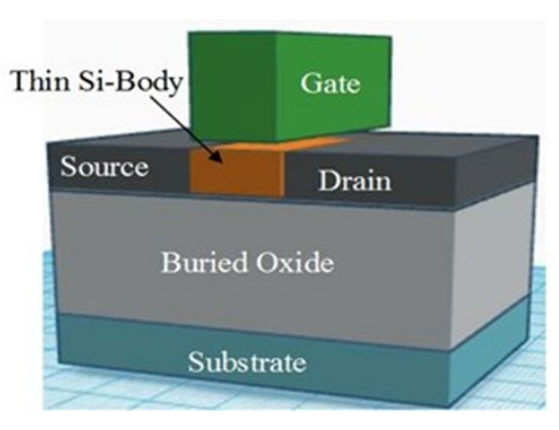 Thin Si-Body
Gate
Source
Drain
Buried Oxide
Substrate